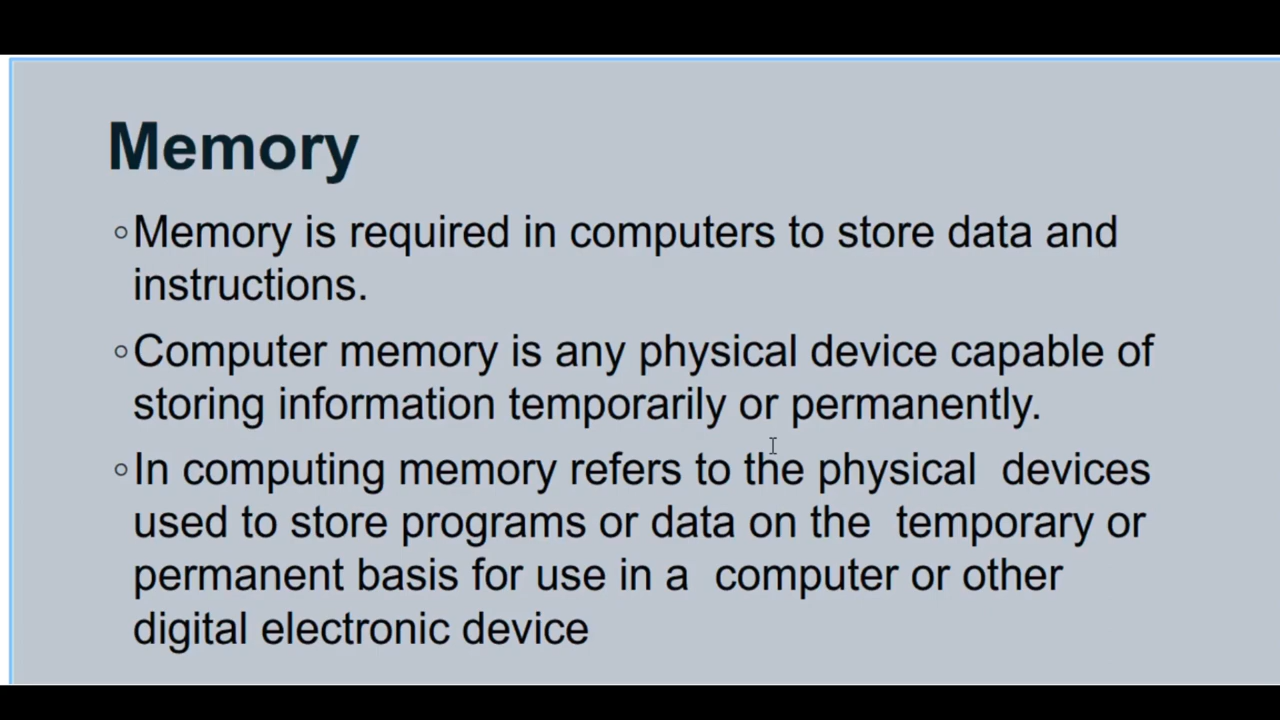 Memory
◦Memory is required in computers to store data and
instructions.
◦Computer memory is any physical device capable of
storing information temporarily or permanently.
◦In computing memory refers to the physical  devices
used to store programs or data on the  temporary or
permanent basis for use in a  computer or other
digital electronic device